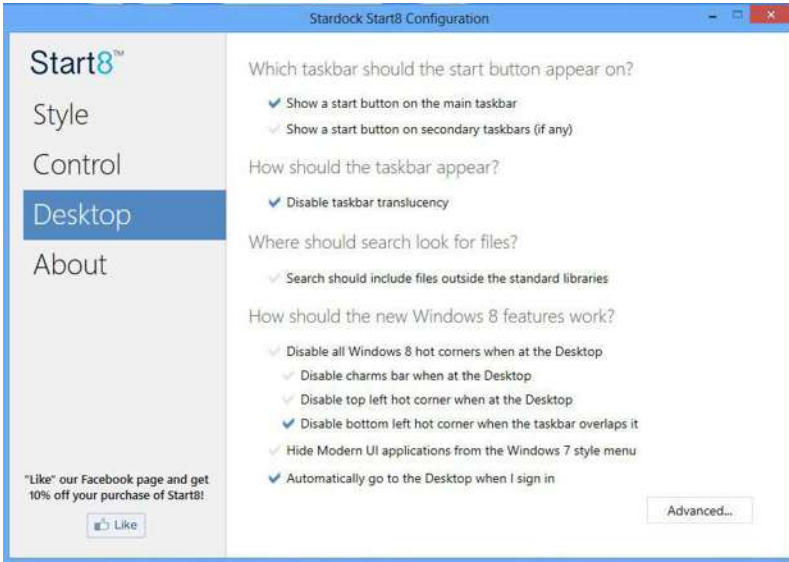 Stardock Start8 Configuration
Start8™
Style
Control
Desktop
About
"Like" our Facebook page and get
10% off your purchase of Start8!
Like
Which taskbar should the start button appear on?
Show a start button on the main taskbar
Show a start button on secondary taskbars (if any)
How should the taskbar appear?
Disable taskbar translucency
Where should search look for files?
Search should include files outside the standard libraries
How should the new Windows 8 features work?
Disable all Windows 8 hot corners when at the Desktop
Disable charms bar when at the Desktop
Disable top left hot corner when at the Desktop
Disable bottom left hot corner when the taskbar overlaps it
Hide Modern UI applications from the Windows 7 style menu
Automatically go to the Desktop when I sign in
Advanced...